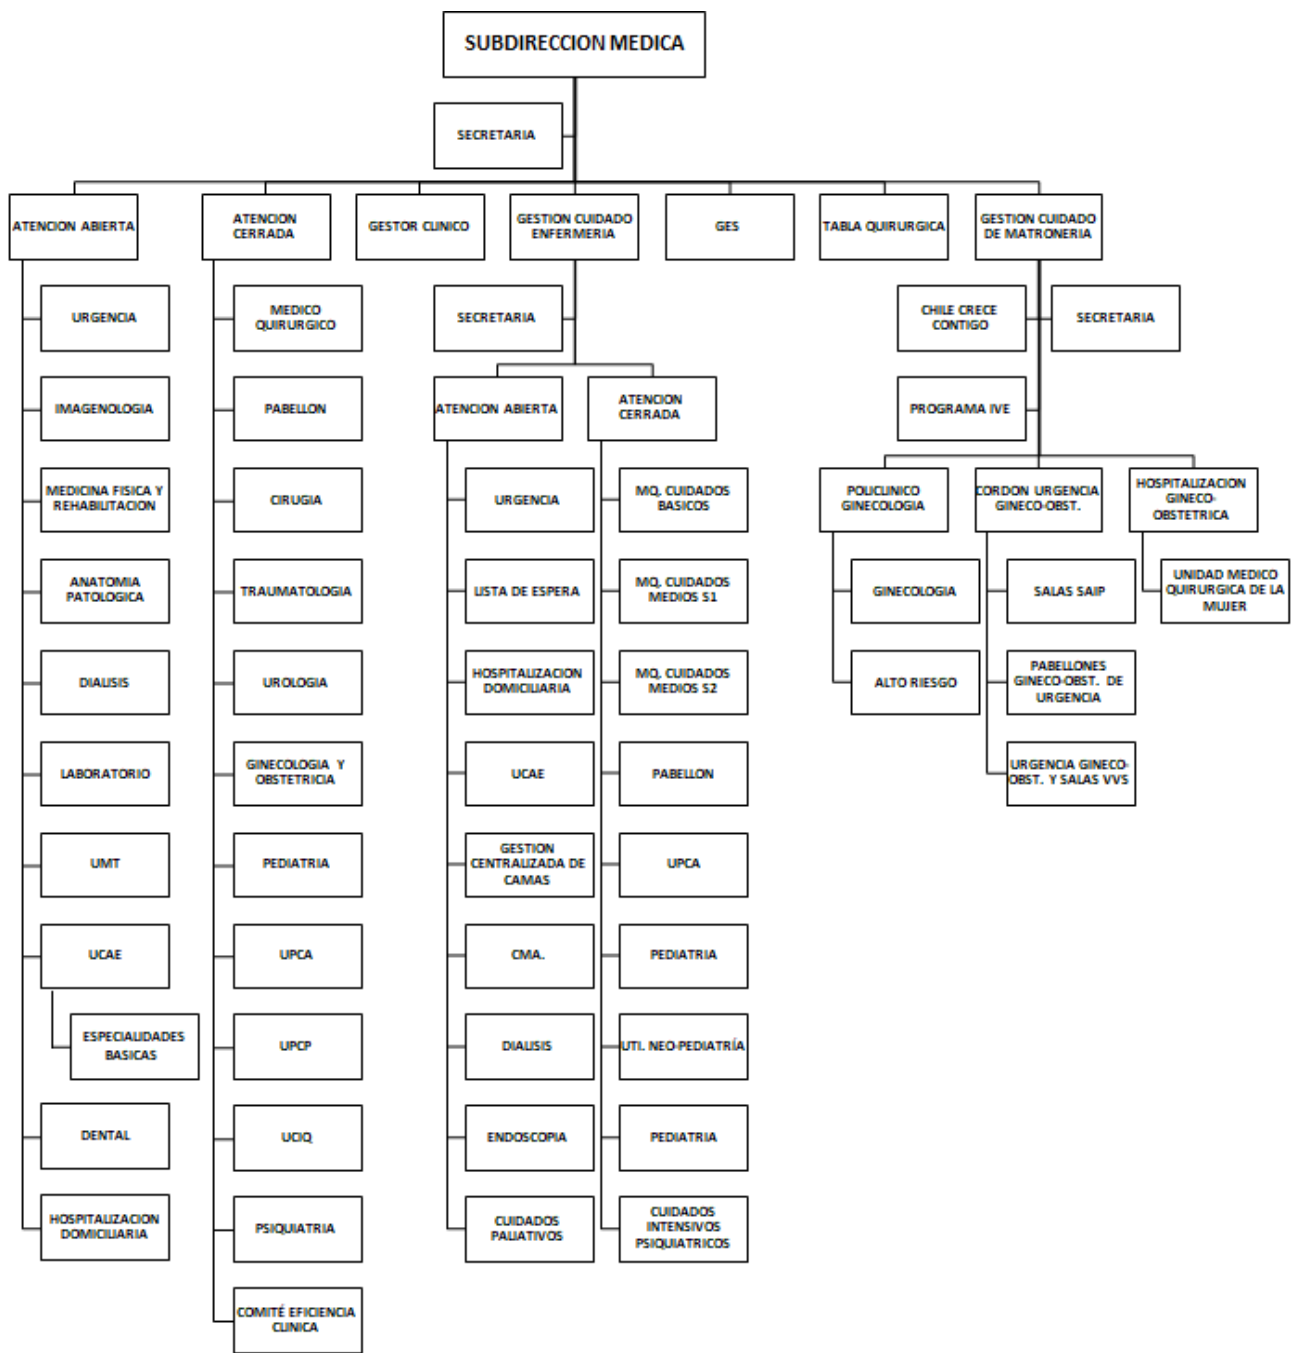 SUBDIRECCION MEDICA
SECRETARIA
ATENCION ABIERTA
ATENCION
CERRADA
GESTOR CLINICO
GESTION CUIDADO
ENFERMERIA
GES
TABLA QUIRURGICA
GESTION CUIDADO
DE MATRONERIA
URGENCIA
IMAGENOLOGIA
MEDICINA FISICA Y
REHABILITACION
ANATOMIA
PATOLOGICA
DIALISIS
LABORATORIO
UMT
UCAE
ESPECIALIDADES
BASICAS
DENTAL
HOSPITALIZACION
DOMICILIARIA
MEDICO
QUIRURGICO
PABELLON
CIRUGIA
TRAUMATOLOGIA
UROLOGIA
GINECOLOGIA Y
OBSTETRICIA
PEDIATRIA
UPCA
UPCP
UCIQ
PSIQUIATRIA
COMITÉ EFICIENCIA
CLINICA
SECRETARIA
ATENCION ABIERTA
URGENCIA
LISTA DE ESPERA
HOSPITALIZACION
DOMICILIARIA
UCAE
GESTION
CENTRALIZADA DE
CAMAS
CMA.
DIALISIS
ENDOSCOPIA
CUIDADOS
PALIATIVOS
ATENCION
CERRADA
MQ. CUIDADOS
BASICOS
MQ. CUIDADOS
MEDIOS S1
MQ. CUIDADOS
MEDIOS S2
PABELLON
UPCA
PEDIATRIA
UTI. NEO-PEDIATRÍA
PEDIATRIA
CUIDADOS
INTENSIVOS
PSIQUIATRICOS
CHILE CRECE
CONTIGO
SECRETARIA
PROGRAMA IVE
POLICLINICO
GINECOLOGIA
GINECOLOGIA
ALTO RIESGO
CORDON URGENCIA
GINECO-OBST.
SALAS SAIP
PABELLONES
GINECO-OBST. DE
URGENCIA
URGENCIA GINECO-
OBST. Y SALAS VVS
HOSPITALIZACION
GINECO-
OBSTETRICA
UNIDAD MEDICO
QUIRURGICA DE LA
MUJER